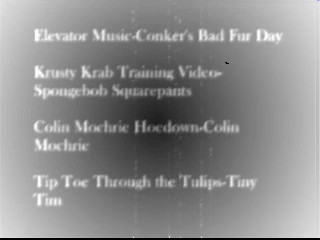 Elevator Music-Conker's Bad Fur Day
Krusty Krab Training Video-
Spongebob Squarepants
Colin Mochrie Hoedown-Colin
Mochrie
Tip Toe Through the Tulips-Tiny
Tim